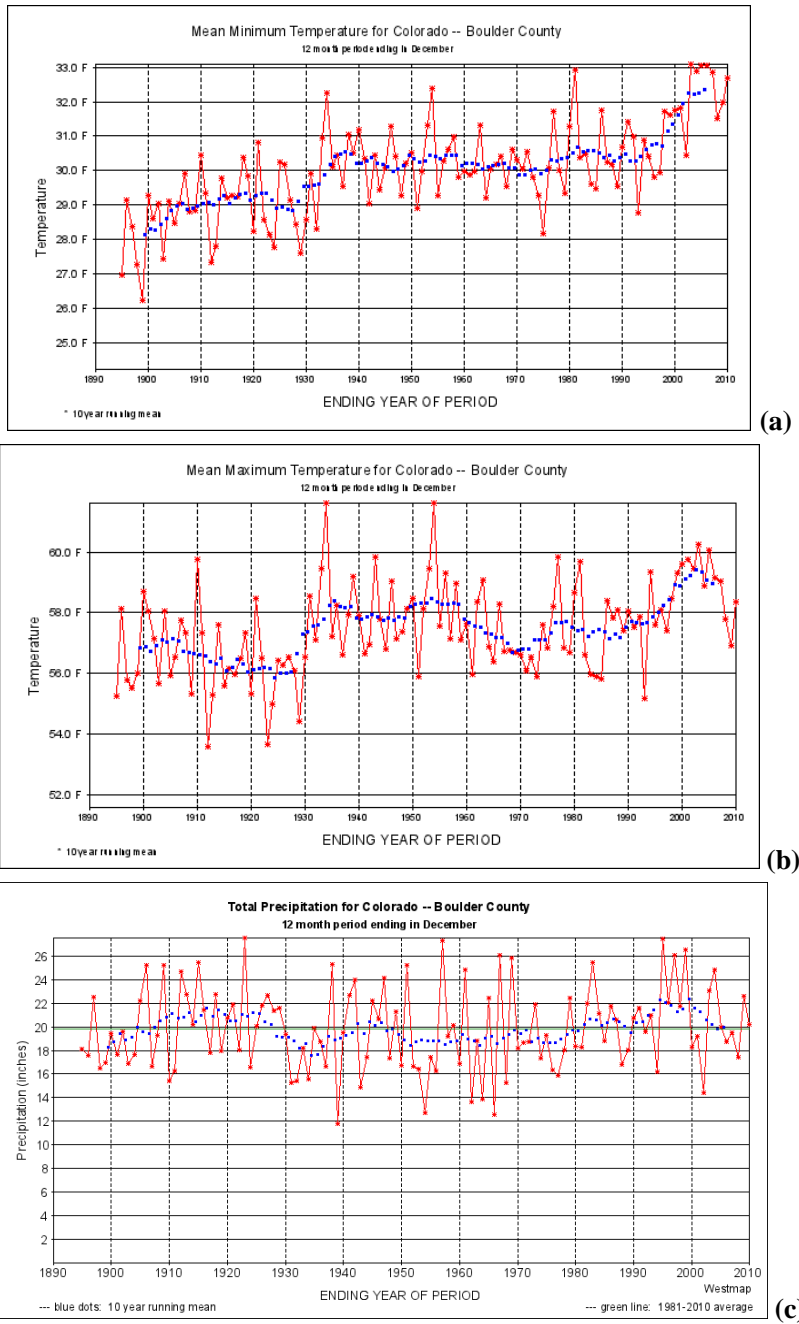 Mean Minimum Temperature for Colorado -- Boulder County
12 month period ending in December
33.0 F
32.0 F
31.0 F
30.0 F
29.0 F
28.0 F
27.0 F
26.0 F
25.0 F
Temperature
1890 1900 1910 1920 1930 1940 1950 1960 1970 1980 1990 2000 2010
ENDING YEAR OF PERIOD
* 10 year running mean
(a)
Mean Maximum Temperature for Colorado -- Boulder County
12 month period ending in December
60.0 F
58.0 F
56.0 F
54.0 F
52.0 F
Temperature
1890 1900 1910 1920 1930 1940 1950 1960 1970 1980 1990 2000 2010
ENDING YEAR OF PERIOD
* 10 year running mean
(b)
Total Precipitation for Colorado -- Boulder County
12 month period ending in December
26
24
22
20
18
16
14
12
10
8
6
4
2
Precipitation (inches)
1890 1900 1910 1920 1930 1940 1950 1960 1970 1980 1990 2000 2010
Westmap
ENDING YEAR OF PERIOD
--- blue dots: 10 year running mean
--- green line: 1981-2010 average
(c)